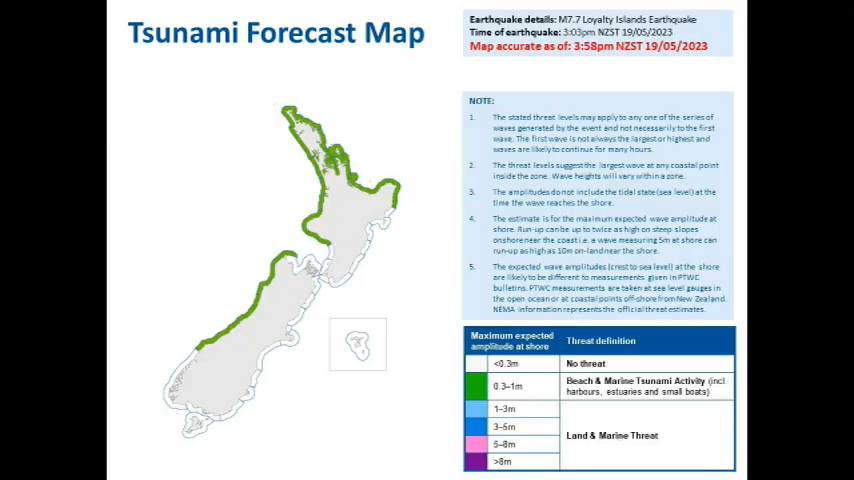 Tsunami Forecast Map
Earthquake details: M7.7 Loyalty Islands Earthquake
Time of earthquake: 3:03pm NZST 19/05/2023
Map accurate as of: 3:58pm NZST 19/05/2023
NOTE:
1. The stated threat levels may apply to any one of the series of
waves generated by the event and not necessarily to the first
wave. The first wave is not always the largest or highest and
waves are likely to continue for many hours.
2. The threat levels suggest the largest wave at any coastal point
inside the zone. Wave heights will vary within a zone.
3. The amplitudes do not include the tidal state (sea level) at the
time the wave reaches the shore.
4. The estimate is for the maximum expected wave amplitude at
shore. Run-up can be up to twice as high on steep slopes
onshore near the coast i.e. a wave measuring 5m at shore can
run-up as high as 10m on-land near the shore.
5. The expected wave amplitudes (crest to sea level) at the shore
are likely to be different to measurements given in PTWC
bulletins. PTWC measurements are taken at sea level gauges in
the open ocean or at coastal points off-shore from New Zealand.
NEMA information represents the official threat estimates.
Maximum expected
amplitude at shore
Threat definition
<0.3m No threat
0.3–1m Beach & Marine Tsunami Activity (incl
harbours, estuaries and small boats)
1–3m
3–5m
Land & Marine Threat
5–8m
>8m